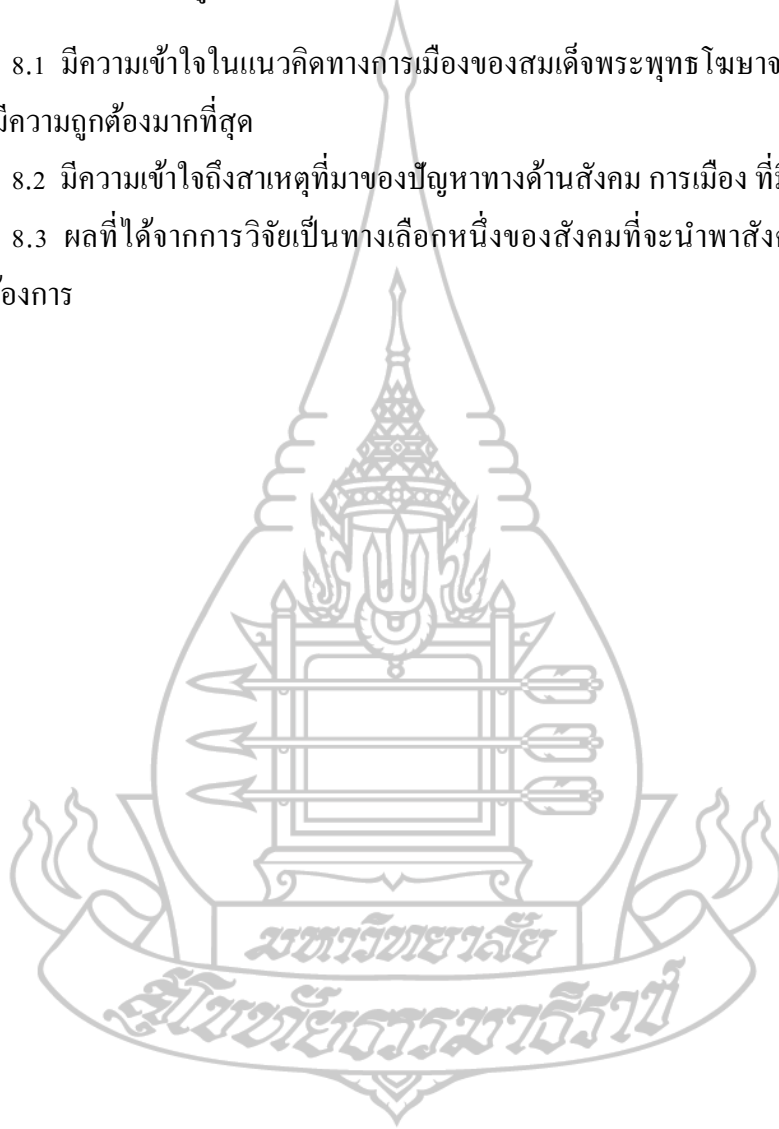 8.1 มีความเข้าใจในแนวคิดทางการเมืองของสมเด็จพระพุทธโฆษาจ
มีความถูกต้องมากที่สุด
8.2 มีความเข้าใจถึงสาเหตุที่มาของปัญหาทางด้านสังคม การเมือง ที่มี
8.3 ผลที่ได้จากการวิจัยเป็นทางเลือกหนึ่งของสังคมที่จะนำพาสังค
องการ
มหาวิทยาลัย
สุโขทัยธรรมาธิราช